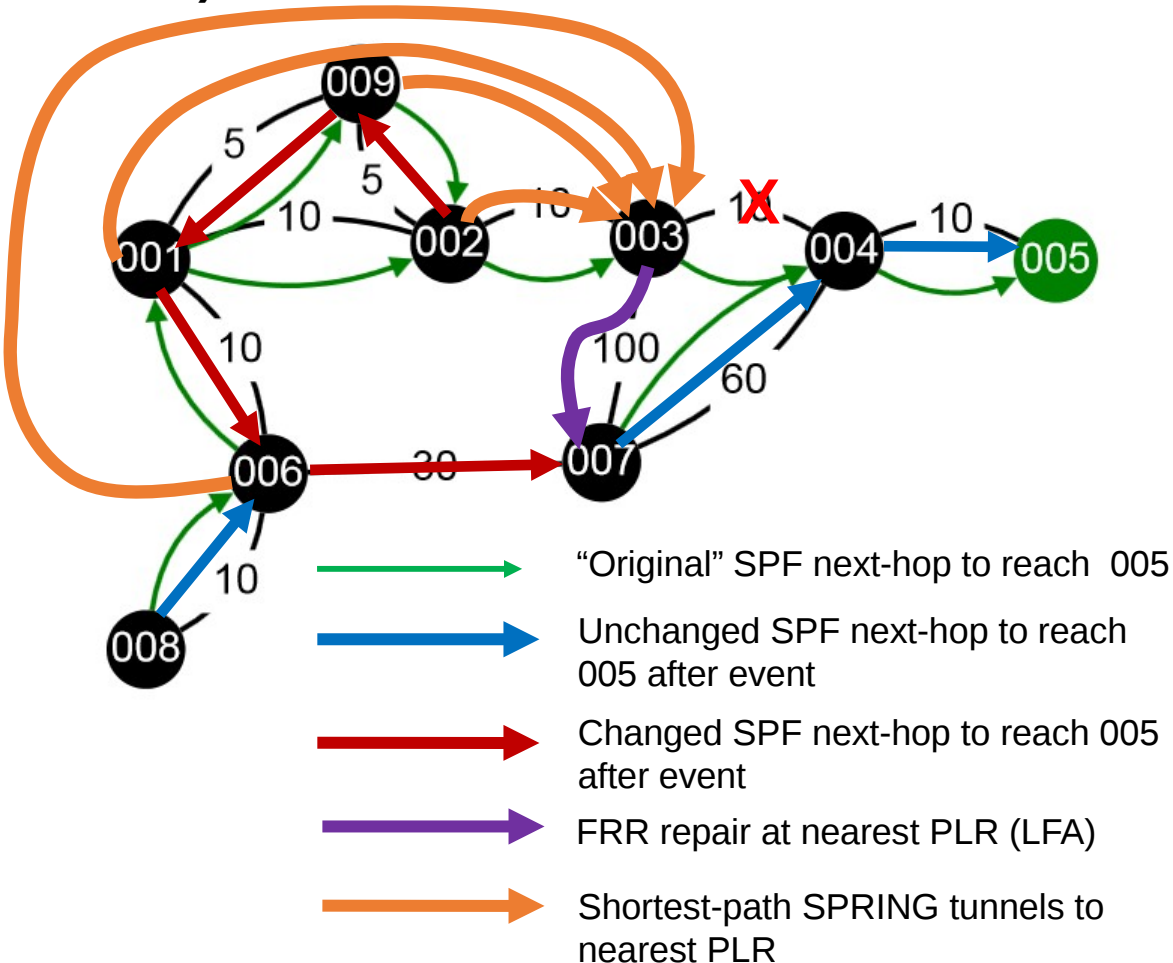 009
5
5
10
10
10
X
10
001
002
003
004
005
10
100
60
006
30
007
10
008
“Original” SPF next-hop to reach 005
Unchanged SPF next-hop to reach
005 after event
Changed SPF next-hop to reach 005
after event
FRR repair at nearest PLR (LFA)
Shortest-path SPRING tunnels to
nearest PLR